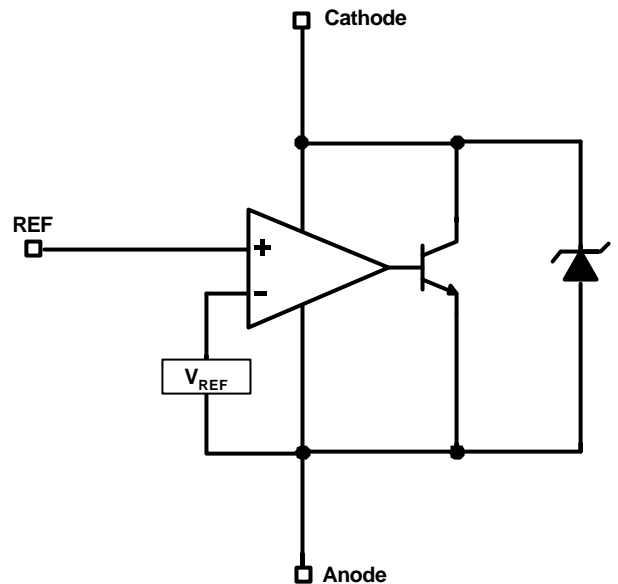 Cathode
REF
+
-
VREF
Anode